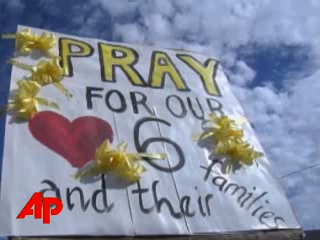 PRAY
FOR OUR
6
and their
families
AP